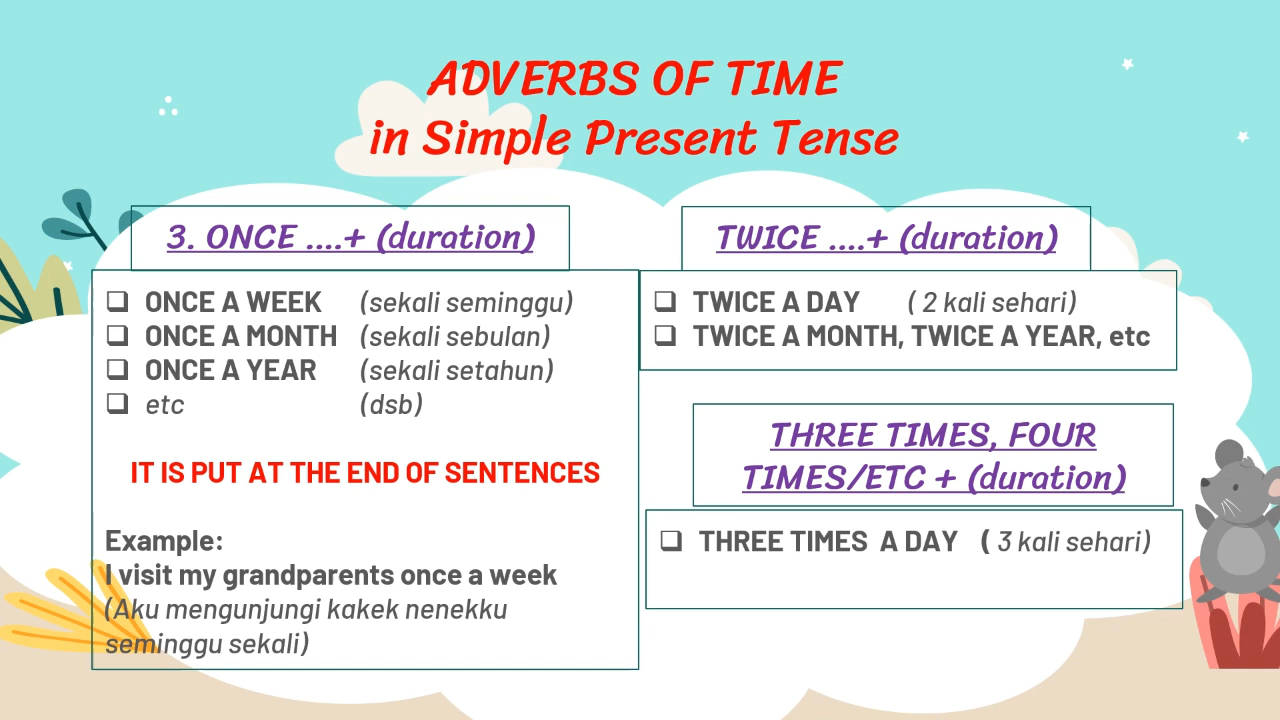 ADVERBS OF TIME
in Simple Present Tense
3. ONCE ....+ (duration)
❑ ONCE A WEEK (sekali seminggu)
❑ ONCE A MONTH (sekali sebulan)
❑ ONCE A YEAR (sekali setahun)
❑ etc (dsb)
IT IS PUT AT THE END OF SENTENCES
Example:
I visit my grandparents once a week
(Aku mengunjungi kakek nenekku
seminggu sekali)
TWICE ....+ (duration)
❑ TWICE A DAY ( 2 kali sehari)
❑ TWICE A MONTH, TWICE A YEAR, etc
THREE TIMES, FOUR
TIMES/ETC + (duration)
❑ THREE TIMES A DAY ( 3 kali sehari)